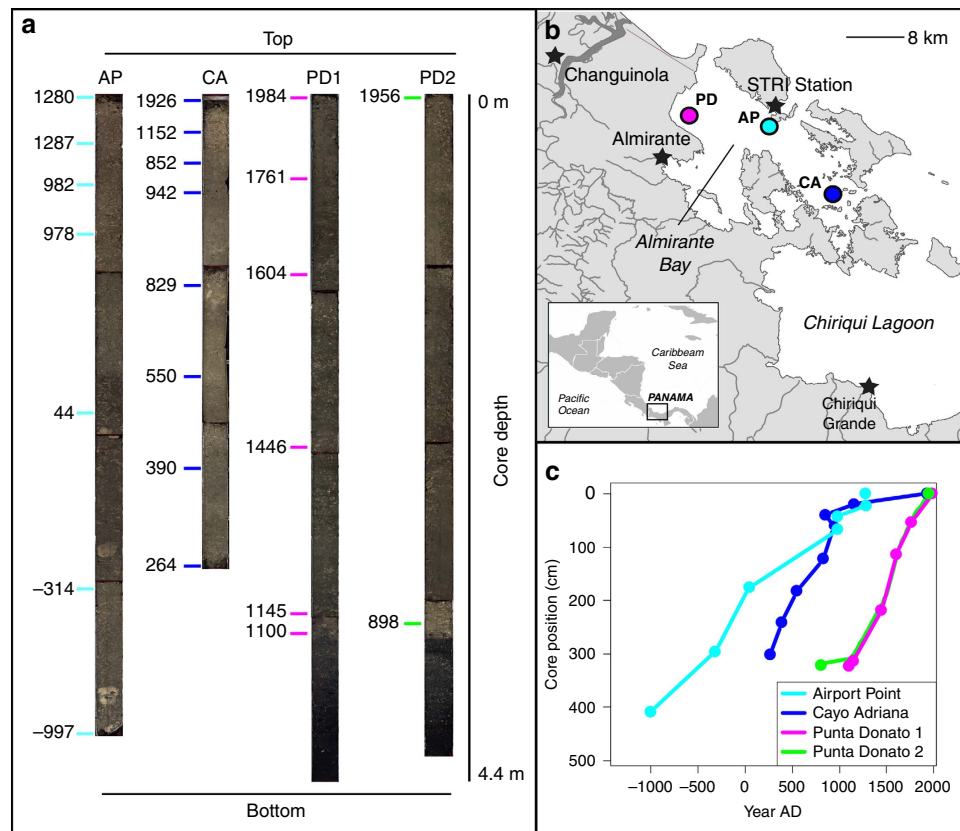 a
Top
AP
CA
PD1
PD2
1280
1287
982
978
44
–314
–997
1926
1152
852
942
829
550
390
264
1984
1761
1604
1446
1145
1100
1956
898
0 m
Core depth
4.4 m
Bottom
b
8 km
Changuinola
STRI Station
PD
AP
Almirante
CA
Almirante
Bay
Chiriqui Lagoon
Caribbeam
Sea
Pacific
Ocean
PANAMA
Chiriqui
Grande
c
Core position (cm)
0
100
200
300
400
500
Airport Point
Cayo Adriana
Punta Donato 1
Punta Donato 2
–1000 –500 0 500 1000 1500 2000
Year AD